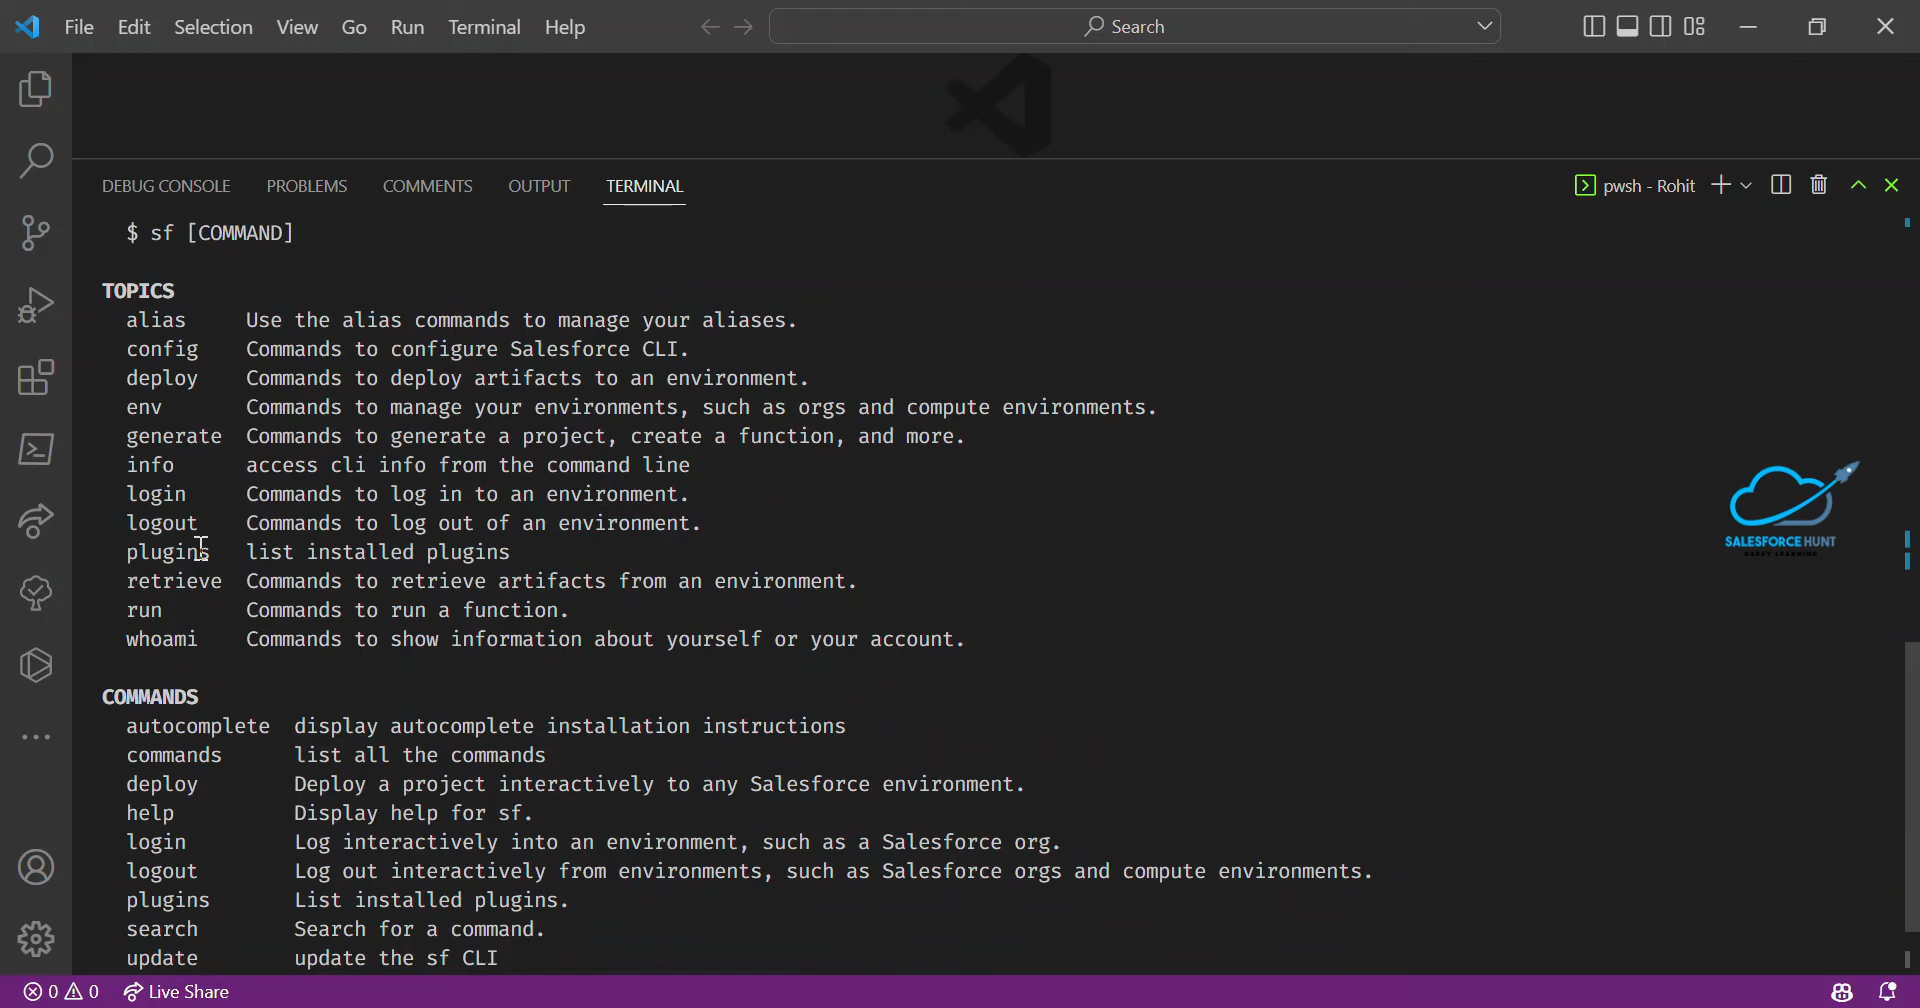 File Edit Selection View Go Run Terminal Help Search
DEBUG CONSOLE PROBLEMS COMMENTS OUTPUT TERMINAL pwsh - Rohit
$ sf [COMMAND]
TOPICS
alias Use the alias commands to manage your aliases.
config Commands to configure Salesforce CLI.
deploy Commands to deploy artifacts to an environment.
env Commands to manage your environments, such as orgs and compute environments.
generate Commands to generate a project, create a function, and more.
info access cli info from the command line
login Commands to log in to an environment.
logout Commands to log out of an environment.
plugins list installed plugins
retrieve Commands to retrieve artifacts from an environment.
run Commands to run a function.
whoami Commands to show information about yourself or your account.
SALESFORCE HUNT
HAPPY LEARNING
COMMANDS
autocomplete display autocomplete installation instructions
commands list all the commands
deploy Deploy a project interactively to any Salesforce environment.
help Display help for sf.
login Log interactively into an environment, such as a Salesforce org.
logout Log out interactively from environments, such as Salesforce orgs and compute environments.
plugins List installed plugins.
search Search for a command.
update update the sf CLI
0 0 Live Share